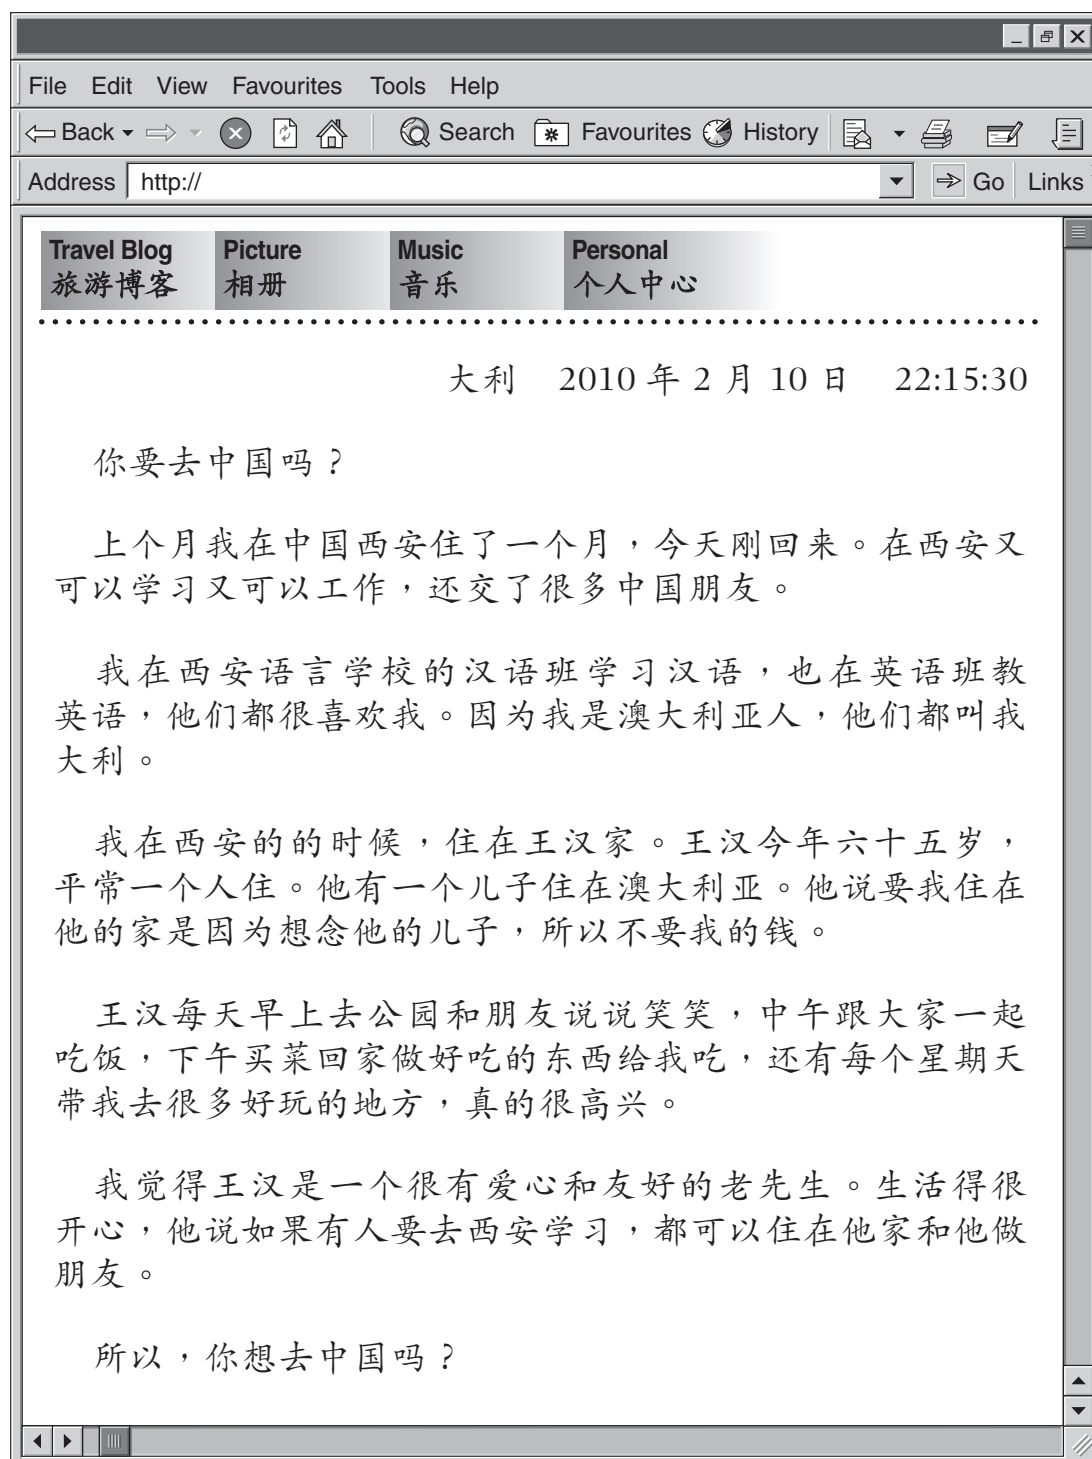 File Edit View Favourites Tools Help
Back Search Favourites History
Address http:// Go Links
Travel Blog Picture Music Personal
旅游博客 相册 音乐 个人中心
大利 2010 年 2 月 10 日 22:15:30
你要去中国吗？
上个月我在中国西安住了一个月，今天刚回来。在西安又
可以学习又可以工作，还交了很多中国朋友。
我在西安语言学校的汉语班学习汉语，也在英语班教
英语，他们都很喜欢我。因为我是澳大利亚人，他们都叫我
大利。
我在西安的的时候，住在王汉家。王汉今年六十五岁，
平常一个人住。他有一个儿子住在澳大利亚。他说要我住在
他的家是因为想念他的儿子，所以不要我的钱。
王汉每天早上去公园和朋友说说笑笑，中午跟大家一起
吃饭，下午买菜回家做好吃的东西给我吃，还有每个星期天
带我去很多好玩的地方，真的很高兴。
我觉得王汉是一个很有爱心和友好的老先生。生活得很
开心，他说如果有人要去西安学习，都可以住在他家和他做
朋友。
所以，你想去中国吗？